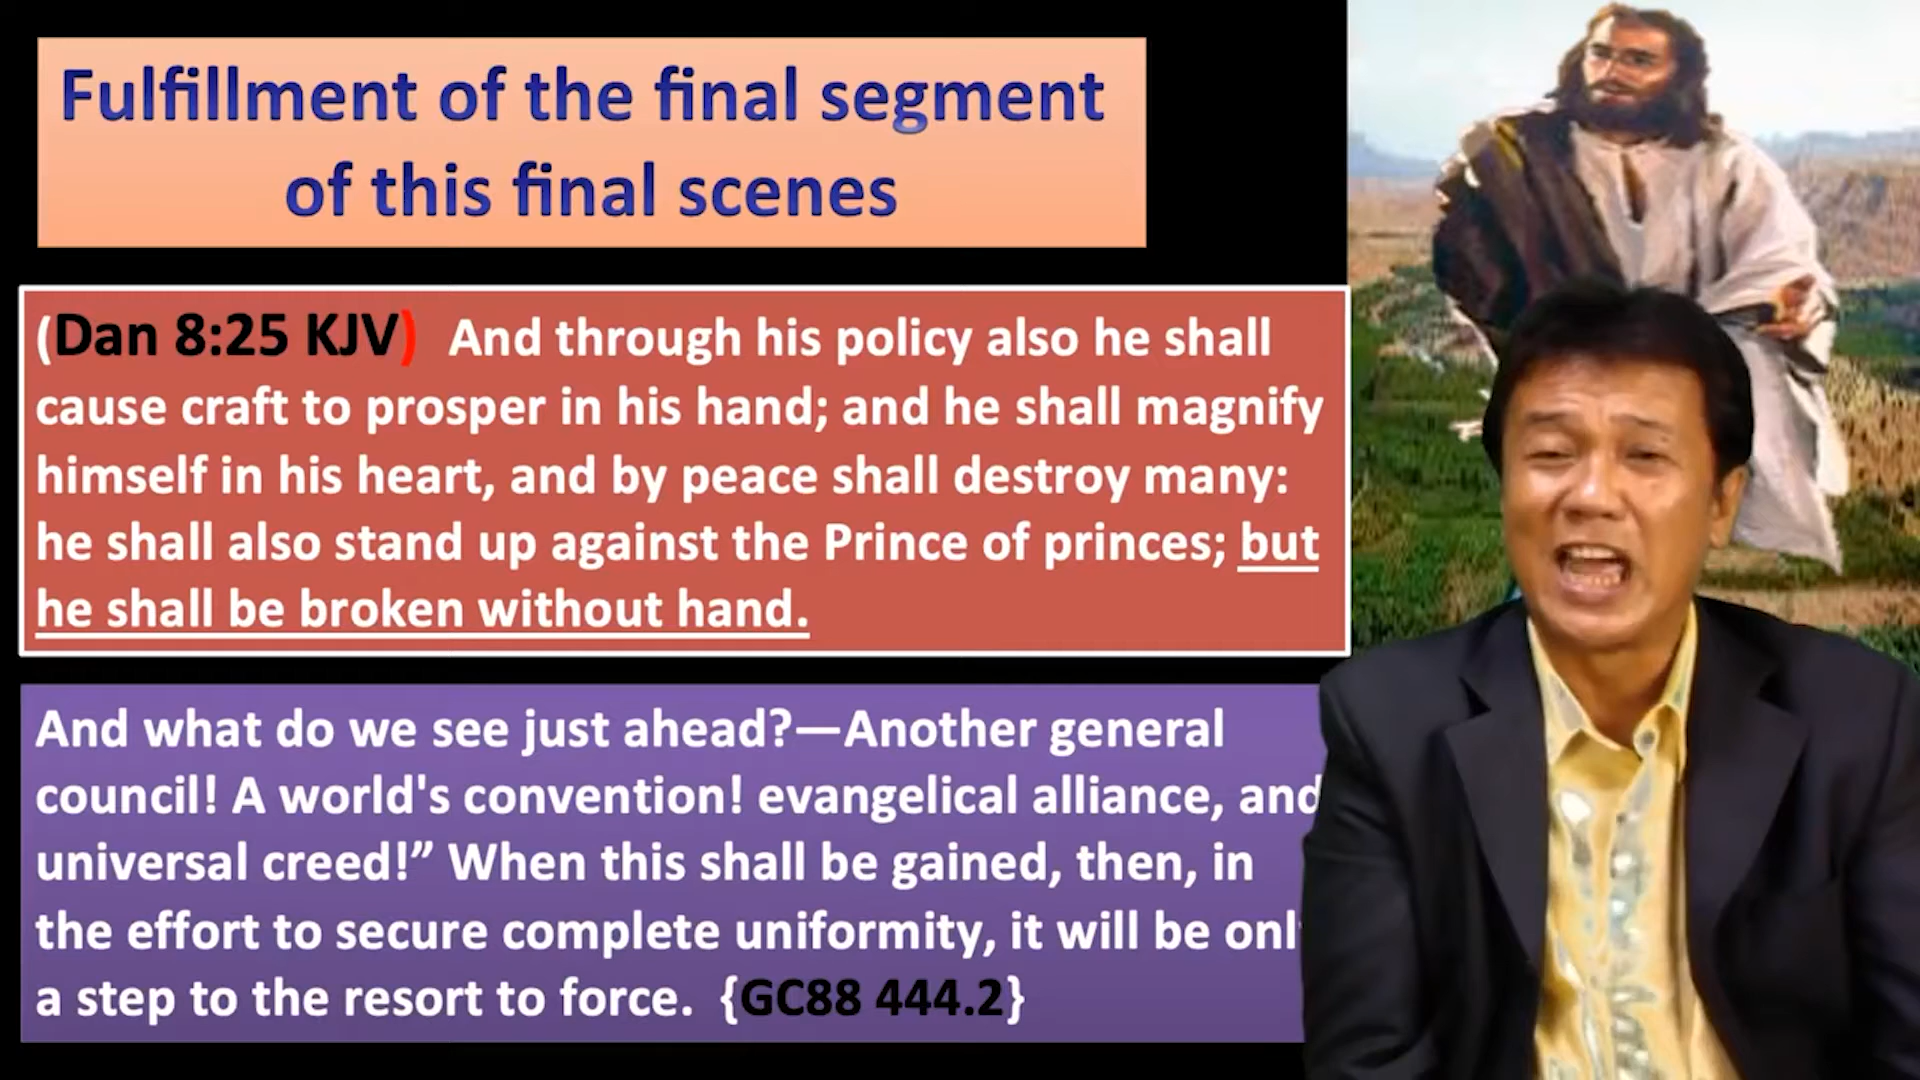 Fulfillment of the final segment
of this final scenes
(Dan 8:25 KJV) And through his policy also he shall
cause craft to prosper in his hand; and he shall magnify
himself in his heart, and by peace shall destroy many:
he shall also stand up against the Prince of princes; but
he shall be broken without hand.
And what do we see just ahead?—Another general
council! A world's convention! evangelical alliance, and
universal creed!” When this shall be gained, then, in
the effort to secure complete uniformity, it will be
a step to the resort to force. {GC88 444.2}